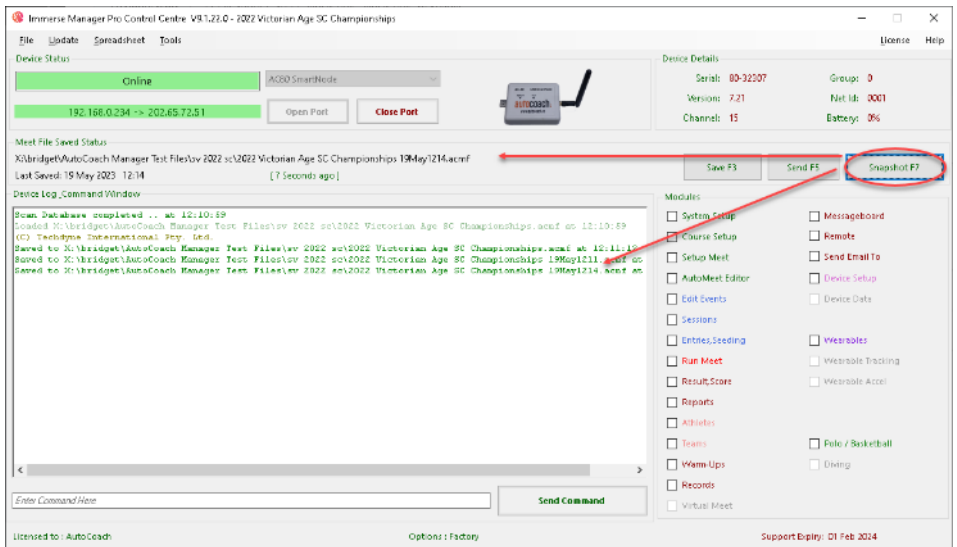 Immerse Manager Pro Control Centre V9.1.22.0 - 2022 Victorian Age SC Championships
File Update Spreadsheet Tools License Help
Device Status
Online
AC80 SmartNode
192.168.0.234 -> 202.65.72.51
Open Port
Close Port
autocoach
Device Details
Serial: 80-32307 Group: 0
Version: 7.21 Net Id: 0001
Channel: 15 Battery: 0%
Meet File Saved Status
X:\bridget\AutoCoach Manager Test Files\sv 2022 sc\2022 Victorian Age SC Championships 19May1214.acmf
Last Saved: 19 May 2023 12:14 [ 7 Seconds ago ]
Save F3
Send F5
Snapshot F7
Device Log ,Command Window
Scan Database completed .. at 12:10:59
Loaded X:\bridget\AutoCoach Manager Test Files\sv 2022 sc\2022 Victorian Age SC Championships.acmf at 12:10:59
(C) Techdyne International Pty. Ltd.
Saved to X:\bridget\AutoCoach Manager Test Files\sv 2022 sc\2022 Victorian Age SC Championships.acmf at 12:11:12
Saved to X:\bridget\AutoCoach Manager Test Files\sv 2022 sc\2022 Victorian Age SC Championships 19May1211.acmf at
Saved to X:\bridget\AutoCoach Manager Test Files\sv 2022 sc\2022 Victorian Age SC Championships 19May1214.acmf at
Enter Command Here
Send Command
Modules
System Setup Messageboard
Course Setup Remote
Setup Meet Send Email To
AutoMeet Editor Device Setup
Edit Events Device Data
Sessions
Entries,Seeding Wearables
Run Meet Wearable Tracking
Result,Score Wearable Accel
Reports
Athletes
Teams Polo / Basketball
Warm-Ups Diving
Records
Virtual Meet
Licensed to : AutoCoach Options : Factory Support Expiry: 01 Feb 2024